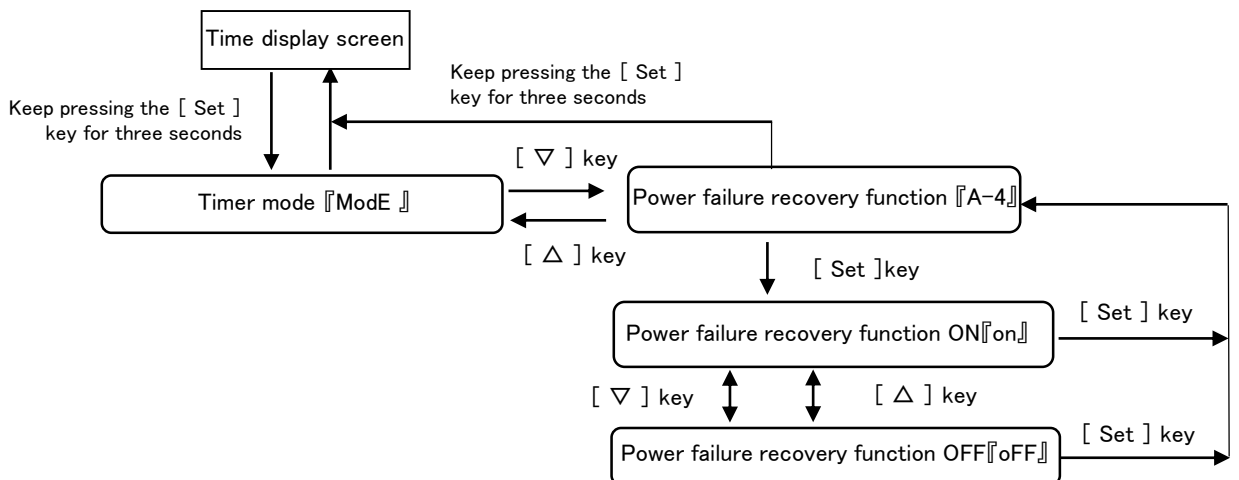 Time display screen
Keep pressing the [ Set ]
key for three seconds
Keep pressing the [ Set ]
key for three seconds
[ ▽ ] key
Timer mode『ModE 』
Power failure recovery function『A-4』
[ △ ] key
[ Set ]key
Power failure recovery function ON『on』
[ Set ] key
[ ▽ ] key
[ △ ] key
Power failure recovery function OFF『oFF』
[ Set ] key